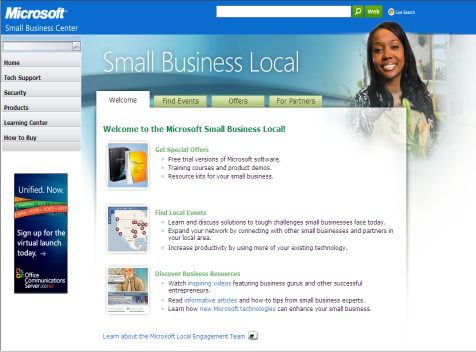 Microsoft
Small Business Center
Web
Live Search
Home
Tech Support
Security
Products
Learning Center
How to Buy
Small Business Local
Welcome
Find Events
Offers
For Partners
Welcome to the Microsoft Small Business Local!
Get Special Offers
Free trial versions of Microsoft software.
Training courses and product demos.
Resource kits for your small business.
Find Local Events
Learn and discuss solutions to tough challenges small businesses face today.
Expand your network by connecting with other small businesses and partners in
your local area.
Increase productivity by using more of your existing technology.
Discover Business Resources
Watch inspiring videos featuring business gurus and other successful
entrepreneurs.
Read informative articles and how-to tips from small business experts.
Learn how new Microsoft technologies can enhance your small business.
Learn about the Microsoft Local Engagement Team
Unified. Now.
Sign up for the
virtual launch
today. →
Office
Communications
Server 2007 R2